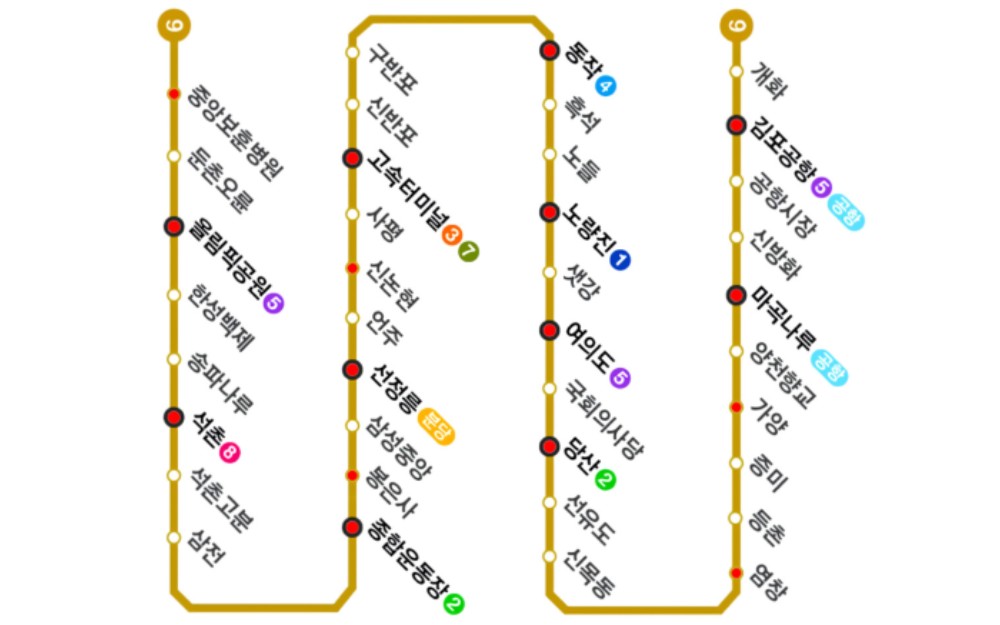 9
중앙보훈병원
둔촌오륜
올림픽공원 5
한성백제
송파나루
석촌 8
석촌고분
삼전
구반포
신반포
고속터미널 3 7
사평
신논현
언주
선정릉 분당
삼성중앙
봉은사
종합운동장 2
동작 4
흑석
노들
노량진 1
샛강
여의도 5
국회의사당
당산 2
선유도
신목동
9
개화
김포공항 5 공항
공항시장
신방화
마곡나루 공항
양천향교
가양
증미
등촌
염창